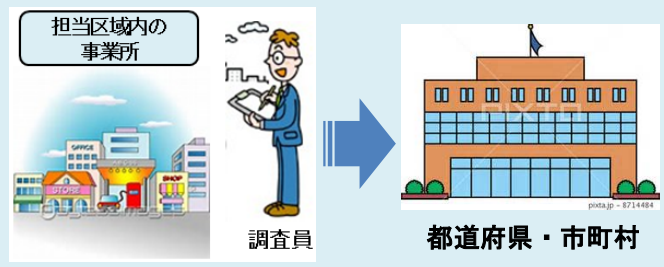 担当区域内の
事業所
OFFICE
STORE
SHOP
調査員
PIXTA
pixta.jp - 8714484
都道府県・市町村